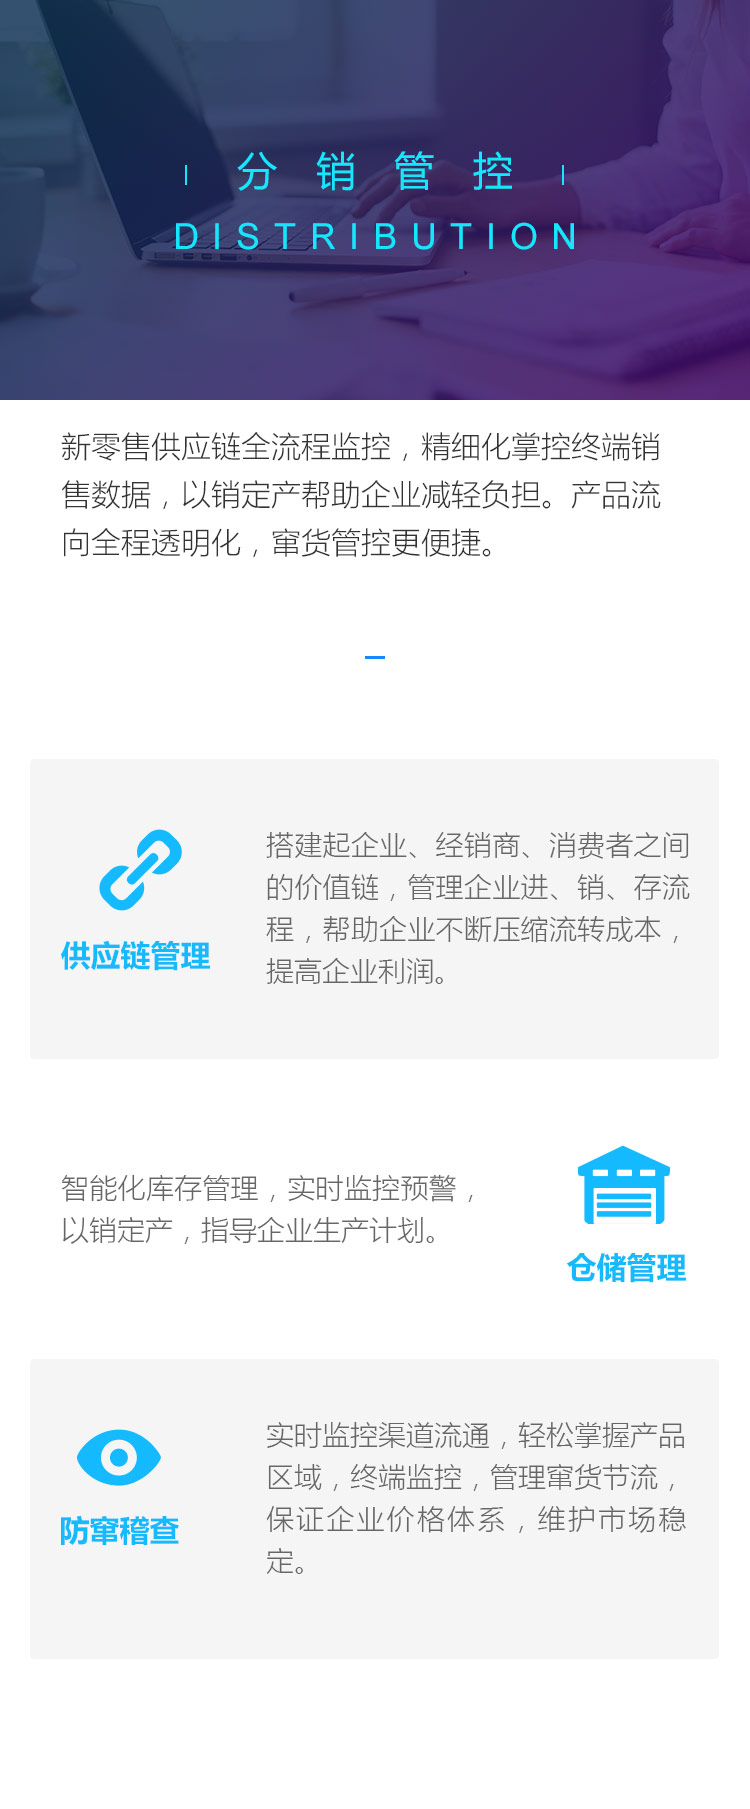 分销管控
DISTRIBUTION
新零售供应链全流程监控，精细化掌控终端销
售数据，以销定产帮助企业减轻负担。产品流
向全程透明化，窜货管控更便捷。
搭建起企业、经销商、消费者之间
的价值链，管理企业进、销、存流
程，帮助企业不断压缩流转成本，
提高企业利润。
供应链管理
智能化库存管理，实时监控预警，
以销定产，指导企业生产计划。
仓储管理
实时监控渠道流通，轻松掌握产品
区域，终端监控，管理窜货节流，
保证企业价格体系，维护市场稳
定。
防窜稽查